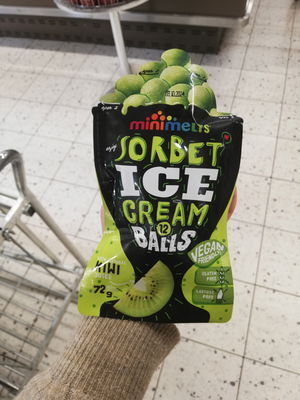 minimelts
SORBET
ICE
CREAM
12
BALLS
VEGAN
FRIENDLY
GLUTEN
FREE
LACTOSE
FREE
KIWI
72g